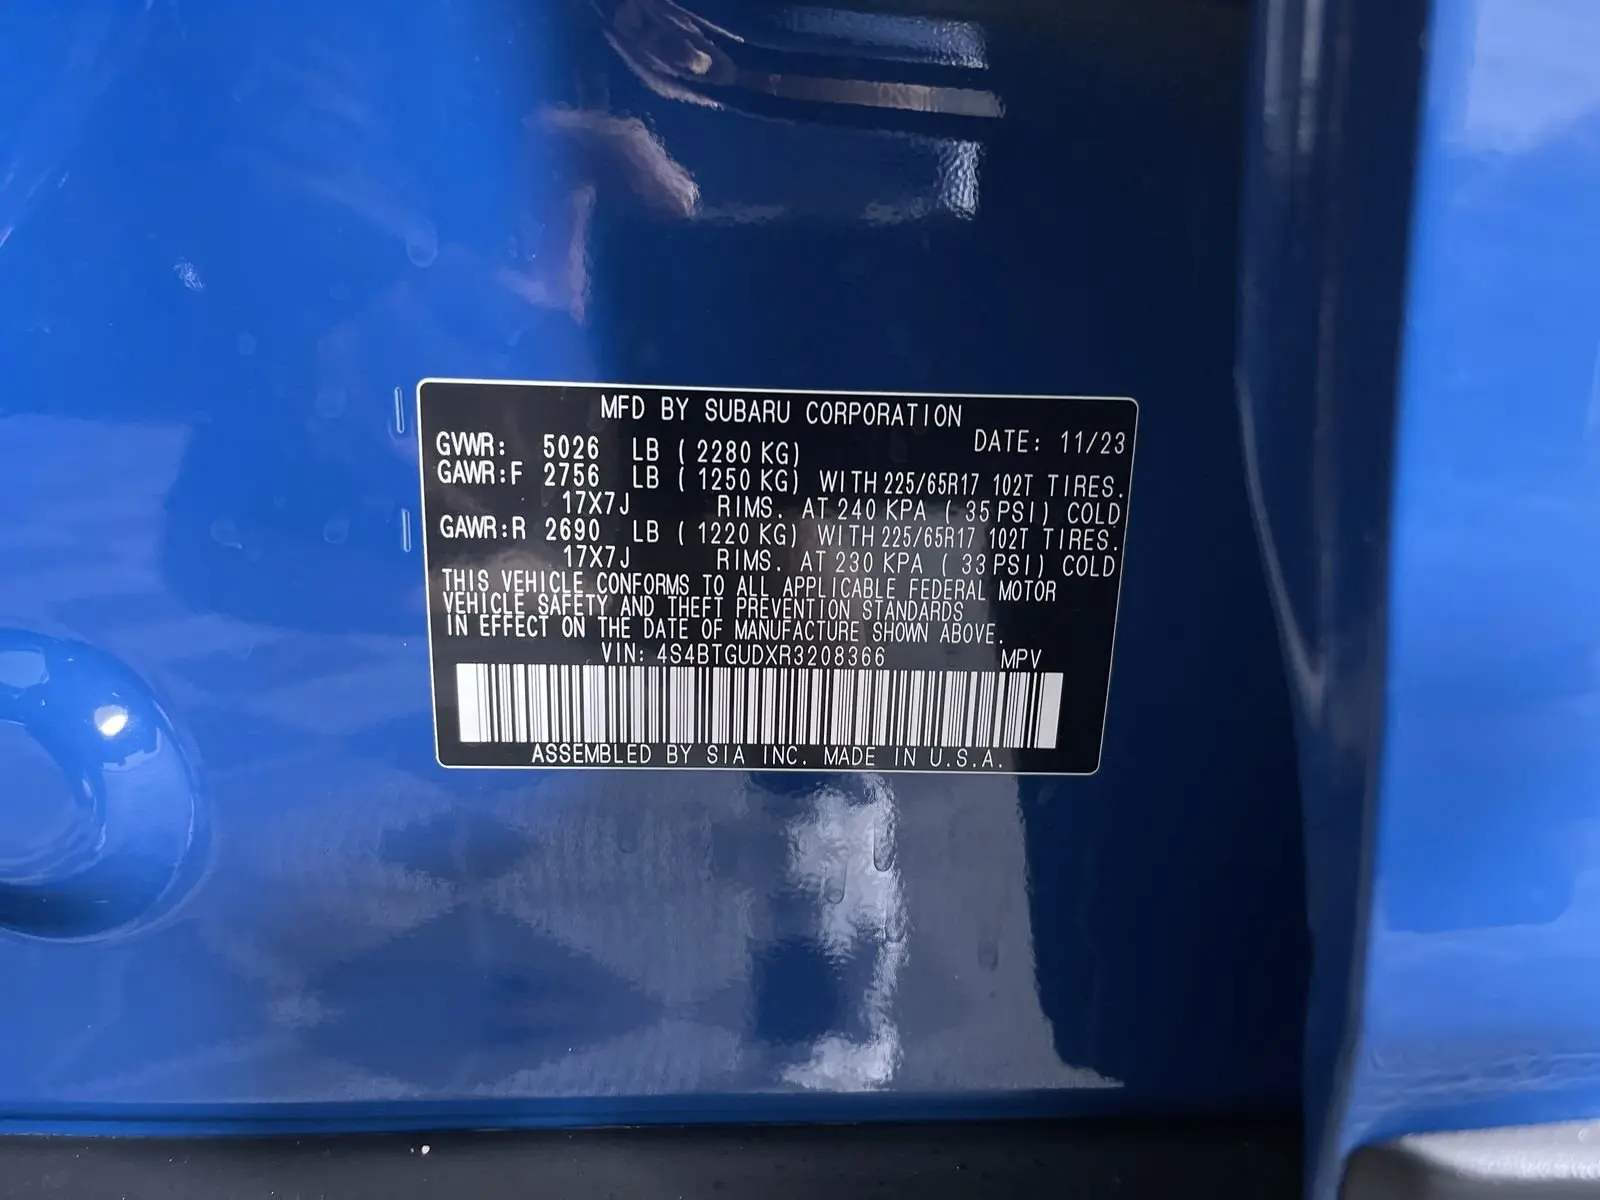 MFD BY SUBARU CORPORATION
GVWR: 5026 LB ( 2280 KG) DATE: 11/23
GAWR:F 2756 LB ( 1250 KG) WITH 225/65R17 102T TIRES.
17X7J RIMS. AT 240 KPA ( 35 PSI) COLD
GAWR:R 2690 LB ( 1220 KG) WITH 225/65R17 102T TIRES.
17X7J RIMS. AT 230 KPA ( 33 PSI) COLD
THIS VEHICLE CONFORMS TO ALL APPLICABLE FEDERAL MOTOR
VEHICLE SAFETY AND THEFT PREVENTION STANDARDS
IN EFFECT ON THE DATE OF MANUFACTURE SHOWN ABOVE.
VIN: 4S4BTGUDXR3208366 MPV
ASSEMBLED BY SIA INC. MADE IN U.S.A.